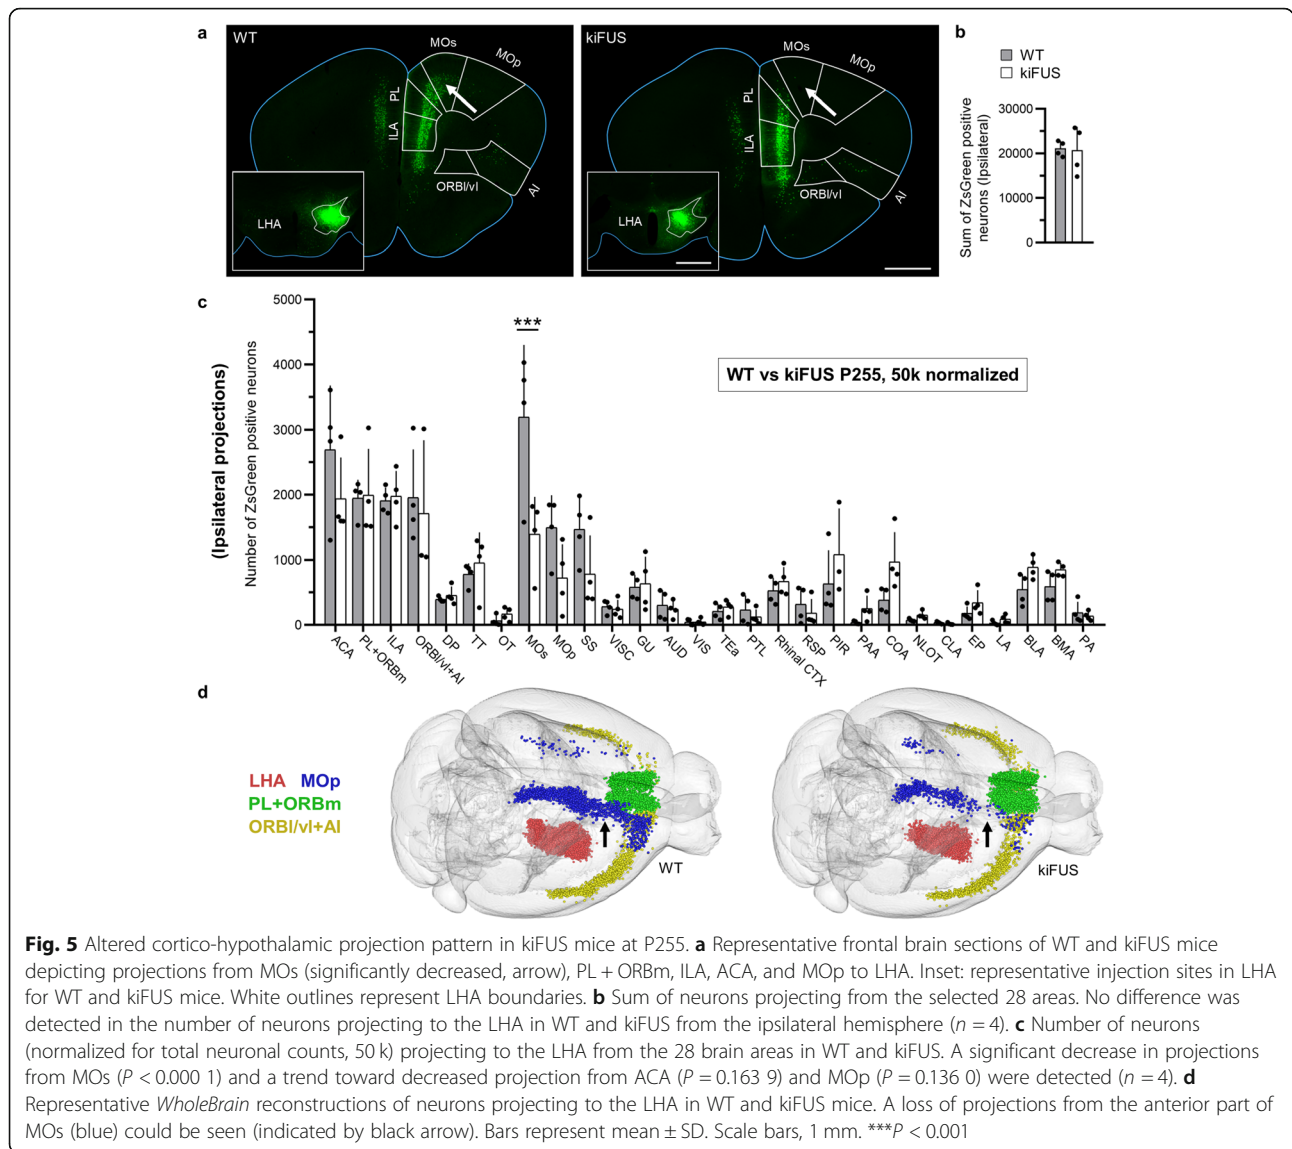 a
WT
MOs
MOp
PL
ILA
ORBl/vl
AI
LHA
kiFUS
MOs
MOp
PL
ILA
ORBl/vl
AI
LHA
b
WT
kiFUS
Sum of ZsGreen positive
neurons (Ipsilateral)
30000
20000
10000
0
c
(Ipsilateral projections)
Number of ZsGreen positive neurons
5000
4000
3000
2000
1000
0
***
WT vs kiFUS P255, 50k normalized
ACA
PL+ORBm
ILA
ORBl/vl+AI
DP
TT
OT
MOs
MOp
SS
VISC
GU
AUD
VIS
TEa
PTL
Rhinal CTX
RSP
PIR
PAA
COA
NLOT
CLA
EP
LA
BLA
BMA
PA
d
LHA MOp
PL+ORBm
ORBl/vl+AI
WT
kiFUS
Fig. 5 Altered cortico-hypothalamic projection pattern in kiFUS mice at P255. a Representative frontal brain sections of WT and kiFUS mice
depicting projections from MOs (significantly decreased, arrow), PL + ORBm, ILA, ACA, and MOp to LHA. Inset: representative injection sites in LHA
for WT and kiFUS mice. White outlines represent LHA boundaries. b Sum of neurons projecting from the selected 28 areas. No difference was
detected in the number of neurons projecting to the LHA in WT and kiFUS from the ipsilateral hemisphere (n = 4). c Number of neurons
(normalized for total neuronal counts, 50 k) projecting to the LHA from the 28 brain areas in WT and kiFUS. A significant decrease in projections
from MOs (P < 0.000 1) and a trend toward decreased projection from ACA (P = 0.163 9) and MOp (P = 0.136 0) were detected (n = 4). d
Representative WholeBrain reconstructions of neurons projecting to the LHA in WT and kiFUS mice. A loss of projections from the anterior part of
MOs (blue) could be seen (indicated by black arrow). Bars represent mean ± SD. Scale bars, 1 mm. ***P < 0.001